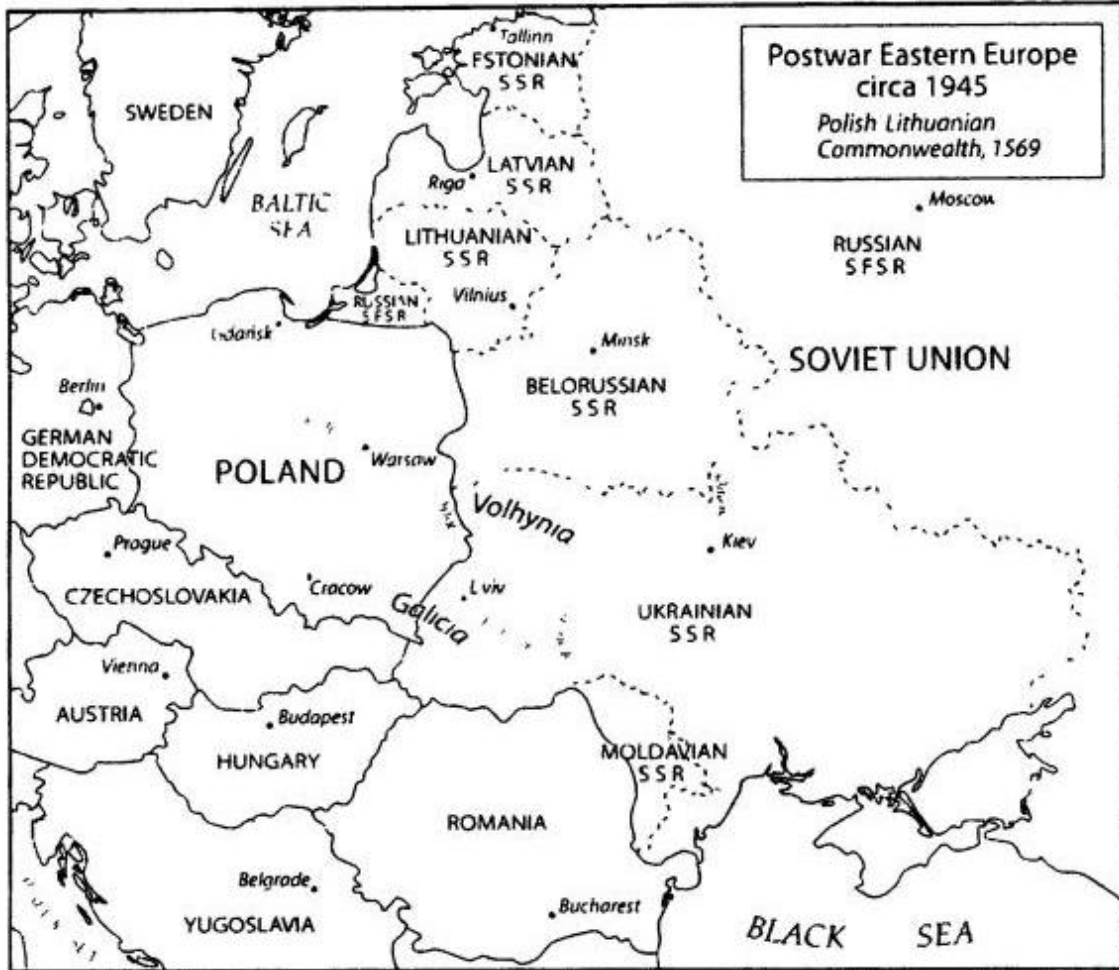 Postwar Eastern Europe
circa 1945
Polish Lithuanian
Commonwealth, 1569
Tallinn
ESTONIAN
SSR
SWEDEN
LATVIAN
SSR
Riga
BALTIC
SEA
Moscow
RUSSIAN
SFSR
LITHUANIAN
SSR
Vilnius
RUSSIAN
SFSR
Gdańsk
Minsk
SOVIET UNION
BELORUSSIAN
SSR
Berlin
GERMAN
DEMOCRATIC
REPUBLIC
POLAND
Warsaw
Volhynia
Kiev
Prague
CZECHOSLOVAKIA
Cracow
Lviv
Galicia
UKRAINIAN
SSR
Vienna
AUSTRIA
Budapest
HUNGARY
MOLDAVIAN
SSR
ROMANIA
Belgrade
YUGOSLAVIA
Bucharest
BLACK SEA